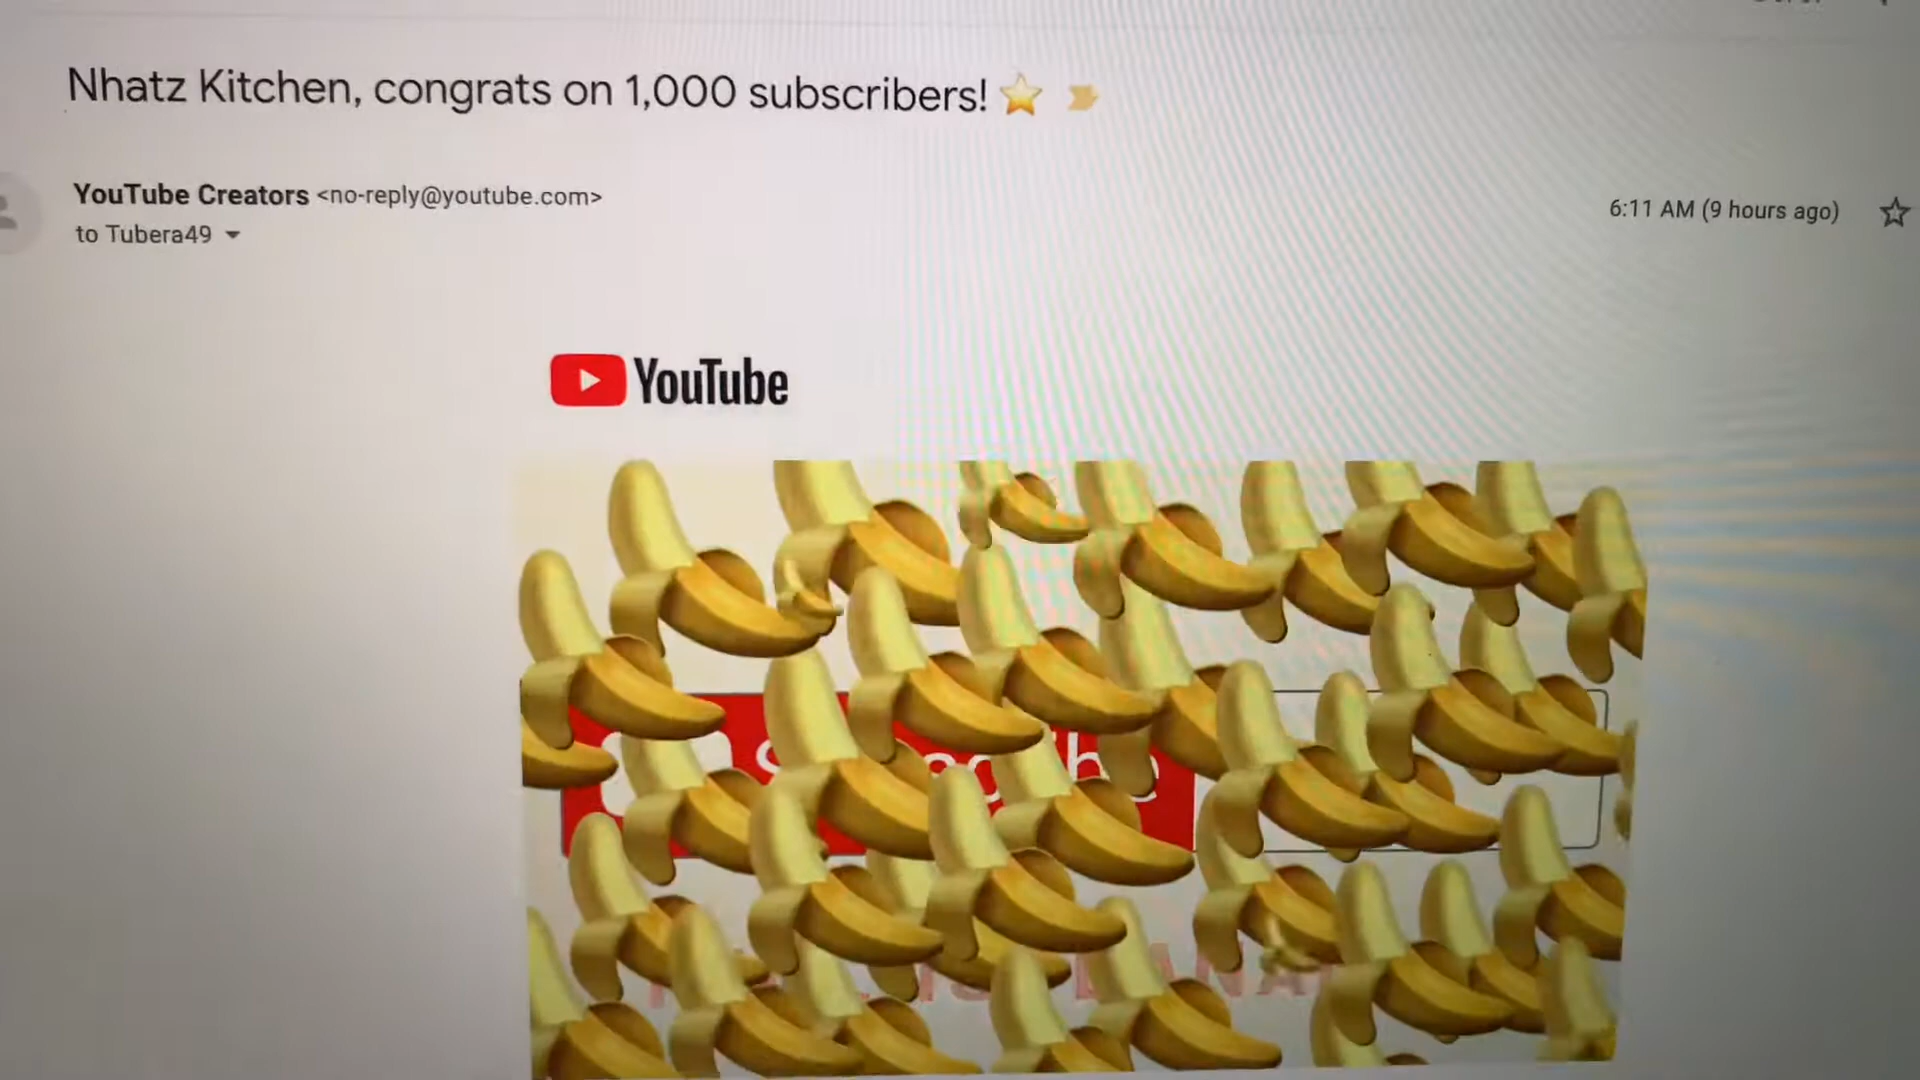 Nhatz Kitchen, congrats on 1,000 subscribers!
YouTube Creators <no-reply@youtube.com>
to Tubera49
6:11 AM (9 hours ago)
YouTube